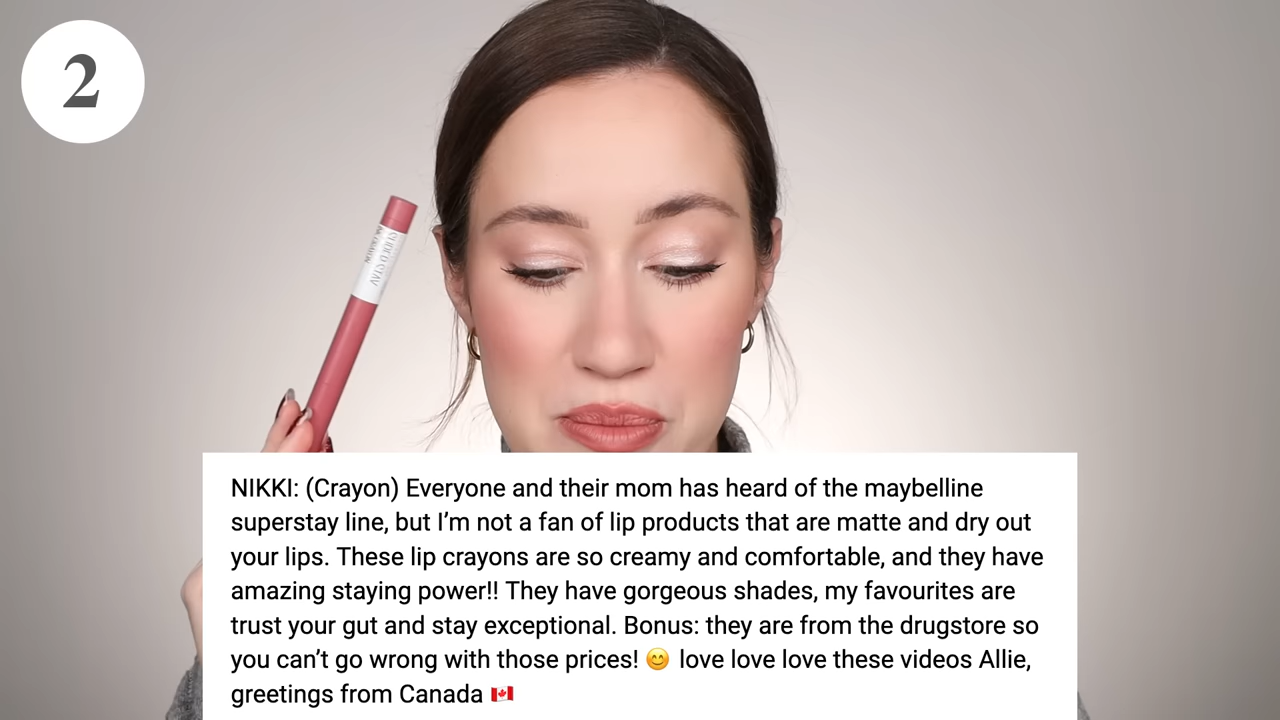 2
SUPER STAY
INK CRAYON
NIKKI: (Crayon) Everyone and their mom has heard of the maybelline
superstay line, but I’m not a fan of lip products that are matte and dry out
your lips. These lip crayons are so creamy and comfortable, and they have
amazing staying power!! They have gorgeous shades, my favourites are
trust your gut and stay exceptional. Bonus: they are from the drugstore so
you can’t go wrong with those prices! 😊 love love love these videos Allie,
greetings from Canada 🇨🇦